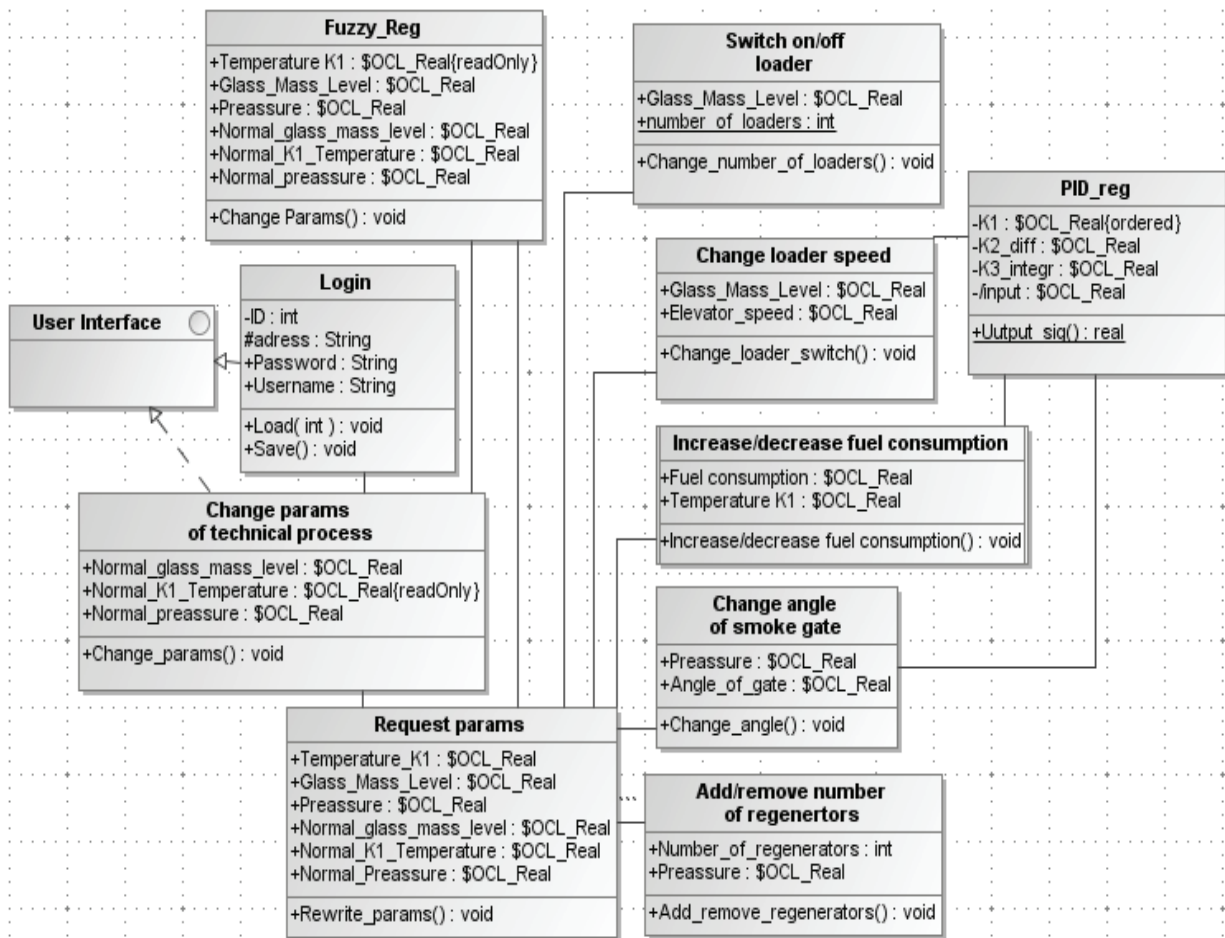 Fuzzy_Reg
+Temperature K1 : $OCL_Real{readOnly}
+Glass_Mass_Level : $OCL_Real
+Preassure : $OCL_Real
+Normal_glass_mass_level : $OCL_Real
+Normal_K1_Temperature : $OCL_Real
+Normal_preassure : $OCL_Real
+Change Params() : void
Switch on/off
loader
+Glass_Mass_Level : $OCL_Real
+number_of_loaders : int
+Change_number_of_loaders() : void
PID_reg
-K1 : $OCL_Real{ordered}
-K2_diff : $OCL_Real
-K3_integr : $OCL_Real
-/input : $OCL_Real
+Uutput_sig() : real
Change loader speed
+Glass_Mass_Level : $OCL_Real
+Elevator_speed : $OCL_Real
+Change_loader_switch() : void
Login
-ID : int
#adress : String
+Password : String
+Username : String
+Load( int ) : void
+Save() : void
User Interface
Increase/decrease fuel consumption
+Fuel consumption : $OCL_Real
+Temperature K1 : $OCL_Real
+Increase/decrease fuel consumption() : void
Change params
of technical process
+Normal_glass_mass_level : $OCL_Real
+Normal_K1_Temperature : $OCL_Real{readOnly}
+Normal_preassure : $OCL_Real
+Change_params() : void
Change angle
of smoke gate
+Preassure : $OCL_Real
+Angle_of_gate : $OCL_Real
+Change_angle() : void
Request params
+Temperature_K1 : $OCL_Real
+Glass_Mass_Level : $OCL_Real
+Preassure : $OCL_Real
+Normal_glass_mass_level : $OCL_Real
+Normal_K1_Temperature : $OCL_Real
+Normal_Preassure : $OCL_Real
+Rewrite_params() : void
...
Add/remove number
of regenertors
+Number_of_regenerators : int
+Preassure : $OCL_Real
+Add_remove_regenerators() : void